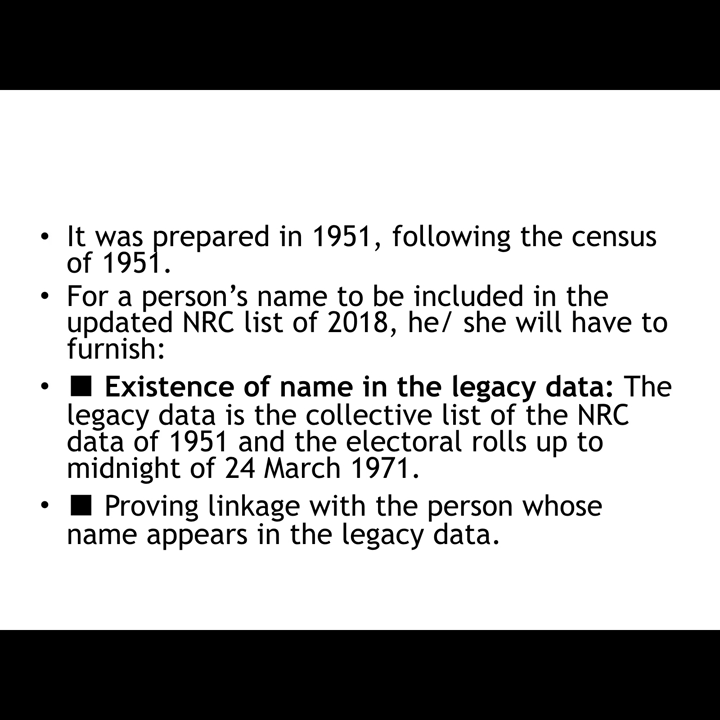 • It was prepared in 1951, following the census
of 1951.
• For a person’s name to be included in the
updated NRC list of 2018, he/ she will have to
furnish:
• ■ Existence of name in the legacy data: The
legacy data is the collective list of the NRC
data of 1951 and the electoral rolls up to
midnight of 24 March 1971.
• ■ Proving linkage with the person whose
name appears in the legacy data.